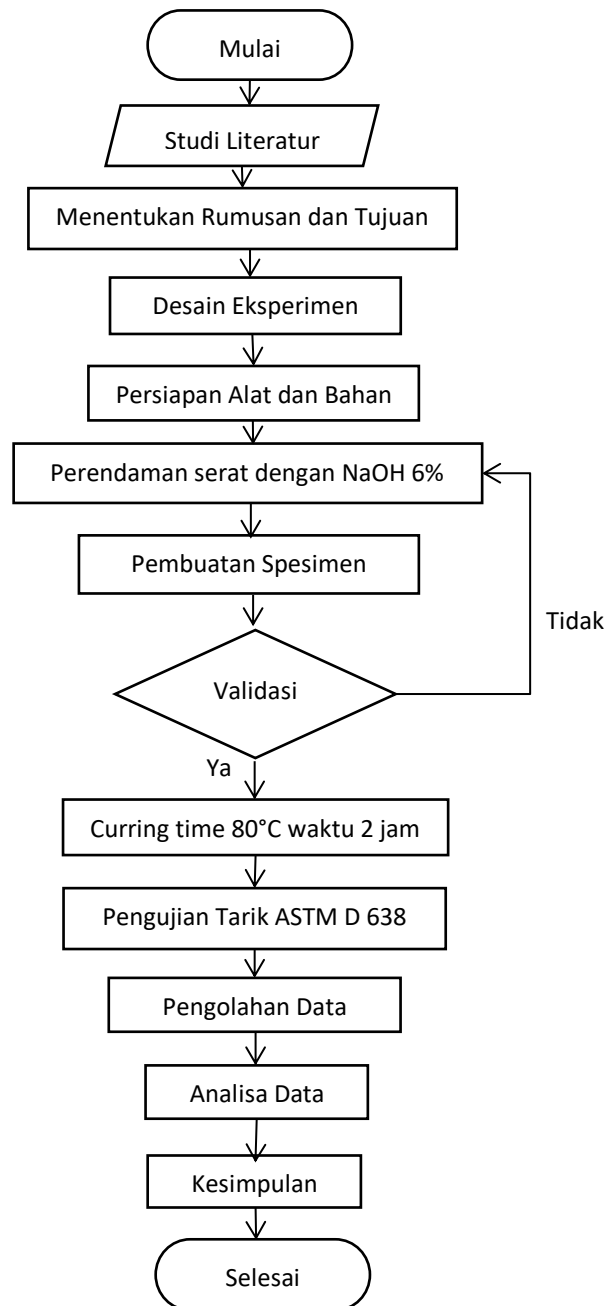 Mulai
Studi Literatur
Menentukan Rumusan dan Tujuan
Desain Eksperimen
Persiapan Alat dan Bahan
Perendaman serat dengan NaOH 6%
Pembuatan Spesimen
Tidak
Validasi
Ya
Curring time 80°C waktu 2 jam
Pengujian Tarik ASTM D 638
Pengolahan Data
Analisa Data
Kesimpulan
Selesai